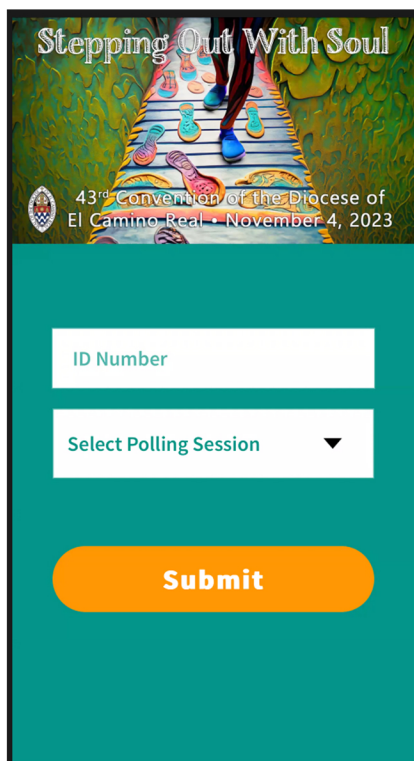 Stepping Out With Soul
43rd Convention of the Diocese of
El Camino Real • November 4, 2023
ID Number
Select Polling Session
Submit